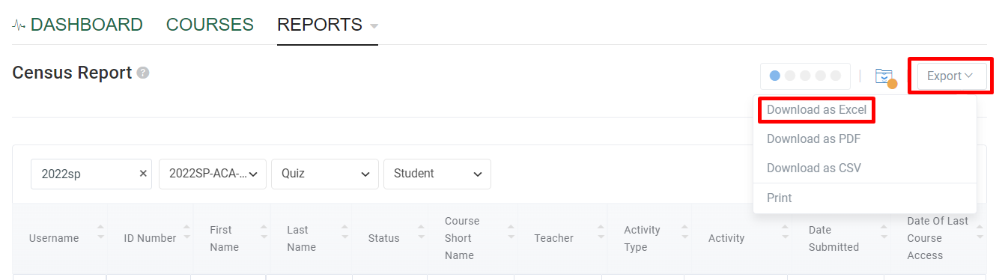 DASHBOARD COURSES REPORTS
Census Report ?
Export
Download as Excel
Download as PDF
Download as CSV
Print
2022sp × 2022SP-ACA-... Quiz Student
Username
ID Number
First
Name
Last
Name
Status
Course
Short
Name
Teacher
Activity
Type
Activity
Date
Submitted
Date Of Last
Course
Access